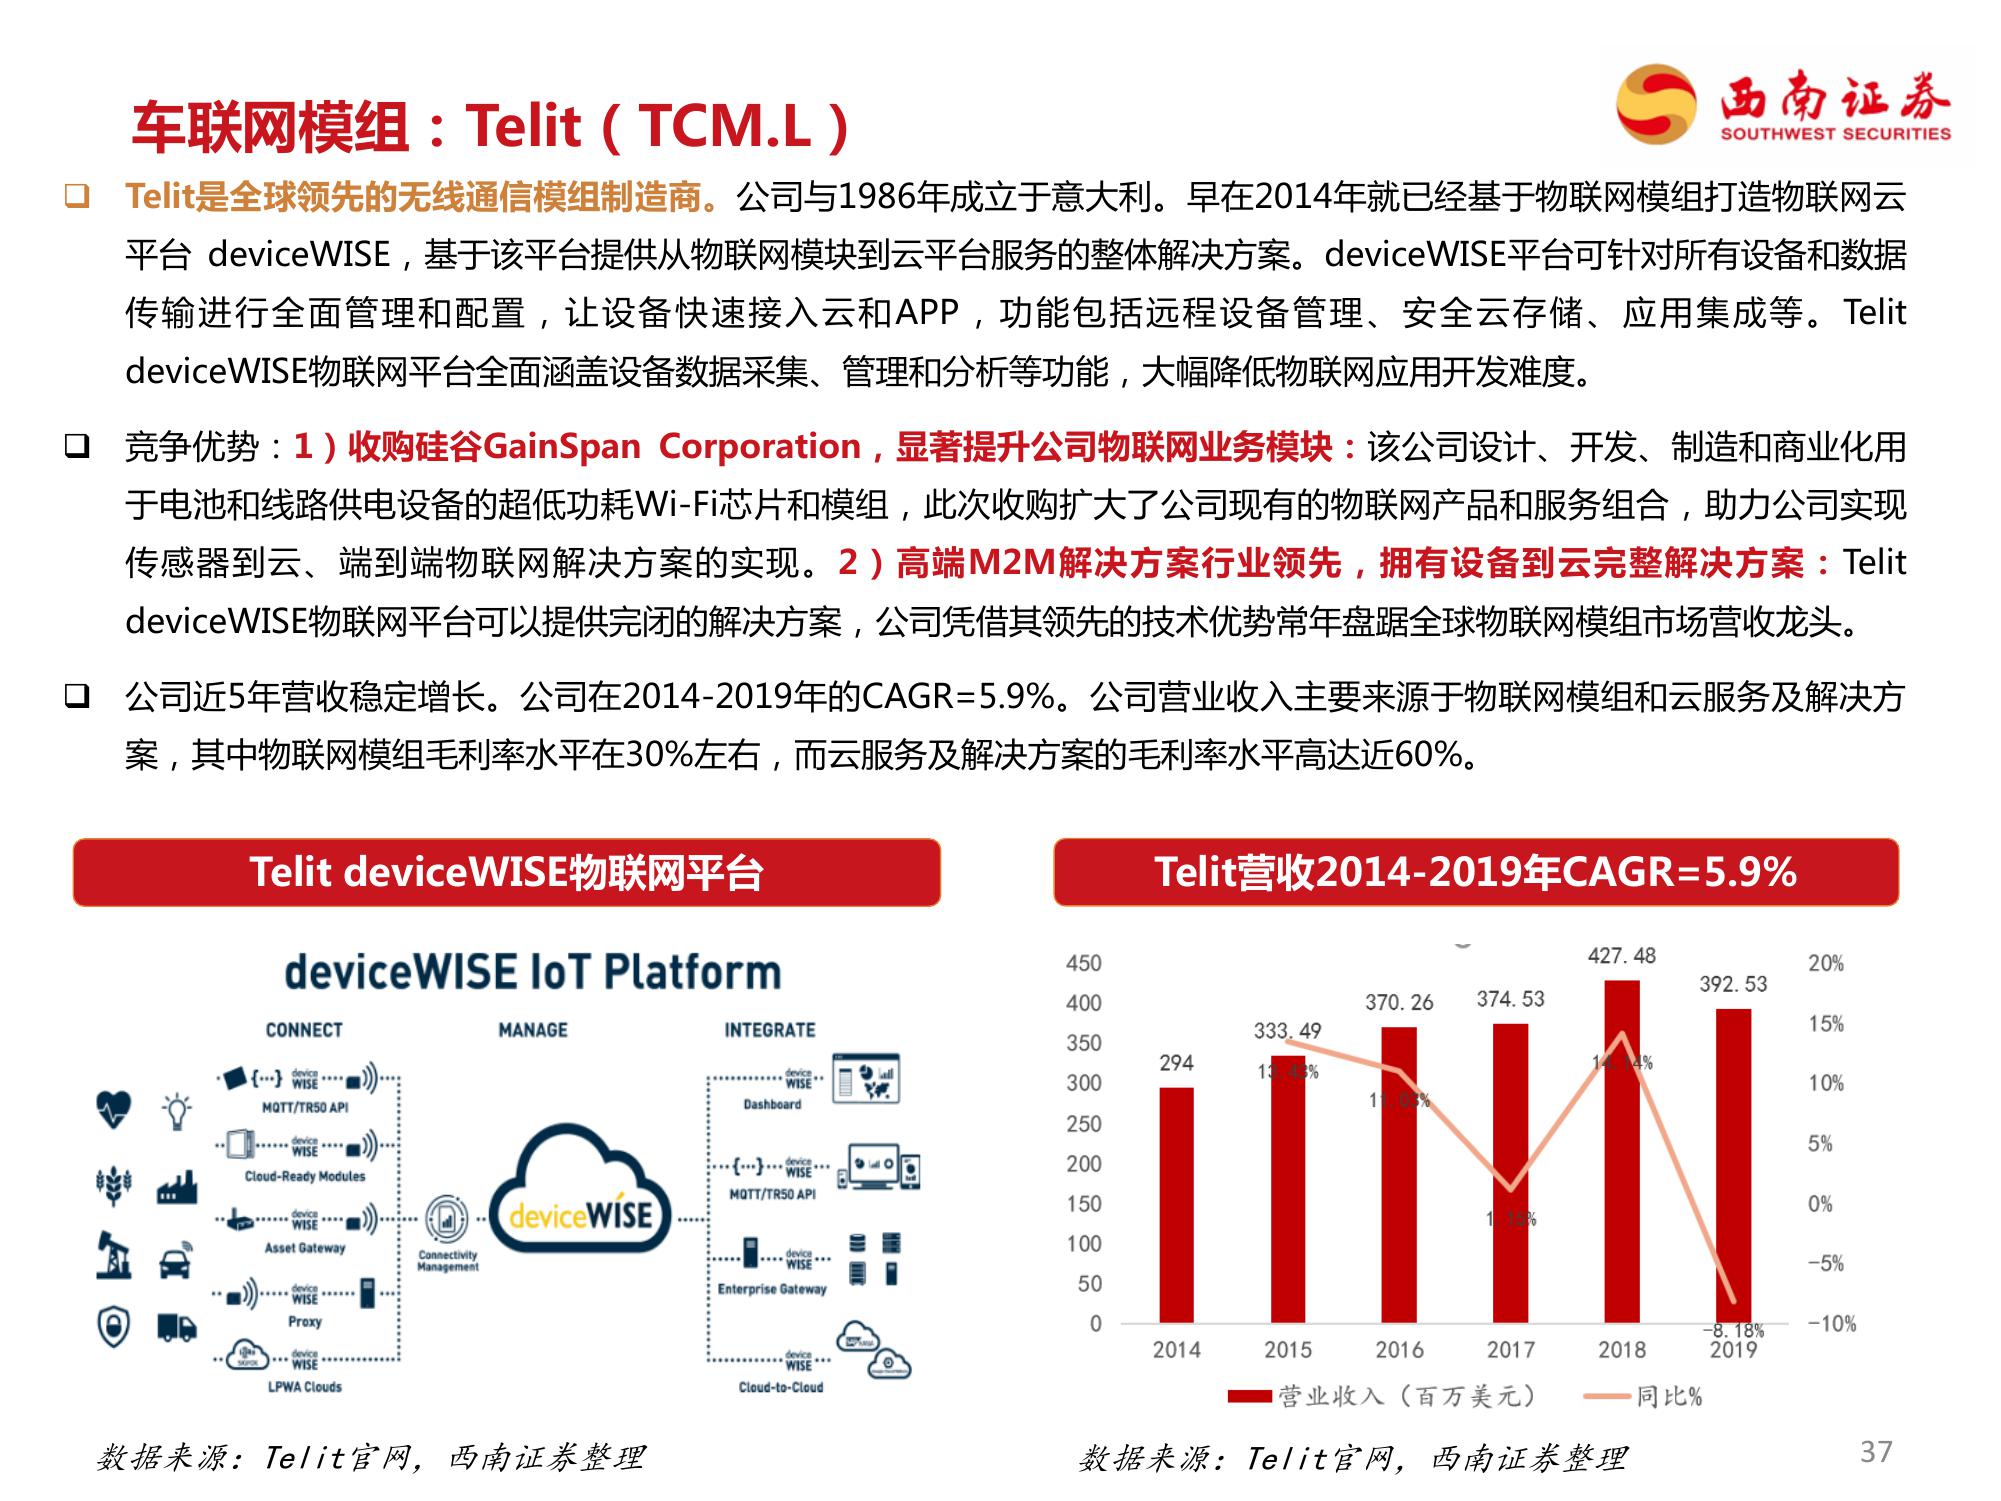 西南证券
SOUTHWEST SECURITIES
车联网模组：Telit（TCM.L）
❑ Telit是全球领先的无线通信模组制造商。公司与1986年成立于意大利。早在2014年就已经基于物联网模组打造物联网云
平台 deviceWISE，基于该平台提供从物联网模块到云平台服务的整体解决方案。deviceWISE平台可针对所有设备和数据
传输进行全面管理和配置，让设备快速接入云和APP，功能包括远程设备管理、安全云存储、应用集成等。Telit
deviceWISE物联网平台全面涵盖设备数据采集、管理和分析等功能，大幅降低物联网应用开发难度。
❑ 竞争优势：1）收购硅谷GainSpan Corporation，显著提升公司物联网业务模块：该公司设计、开发、制造和商业化用
于电池和线路供电设备的超低功耗Wi-Fi芯片和模组，此次收购扩大了公司现有的物联网产品和服务组合，助力公司实现
传感器到云、端到端物联网解决方案的实现。2）高端M2M解决方案行业领先，拥有设备到云完整解决方案：Telit
deviceWISE物联网平台可以提供完闭的解决方案，公司凭借其领先的技术优势常年盘踞全球物联网模组市场营收龙头。
❑ 公司近5年营收稳定增长。公司在2014-2019年的CAGR=5.9%。公司营业收入主要来源于物联网模组和云服务及解决方
案，其中物联网模组毛利率水平在30%左右，而云服务及解决方案的毛利率水平高达近60%。
Telit deviceWISE物联网平台
deviceWISE IoT Platform
CONNECT MANAGE INTEGRATE
{···} device WISE
MQTT/TR50 API
device WISE
Cloud-Ready Modules
device WISE
Asset Gateway
device WISE
Proxy
device WISE
LPWA Clouds
Connectivity
Management
deviceWISE
device WISE
Dashboard
{···} device WISE
MQTT/TR50 API
device WISE
Enterprise Gateway
device WISE
Cloud-to-Cloud
数据来源：Telit官网，西南证券整理
Telit营收2014-2019年CAGR=5.9%
450
400
350
300
250
200
150
100
50
0
294
333.49
370.26
374.53
427.48
392.53
13.43%
11.03%
1.15%
14.14%
-8.18%
20%
15%
10%
5%
0%
-5%
-10%
2014 2015 2016 2017 2018 2019
营业收入（百万美元） 同比%
数据来源：Telit官网，西南证券整理
37